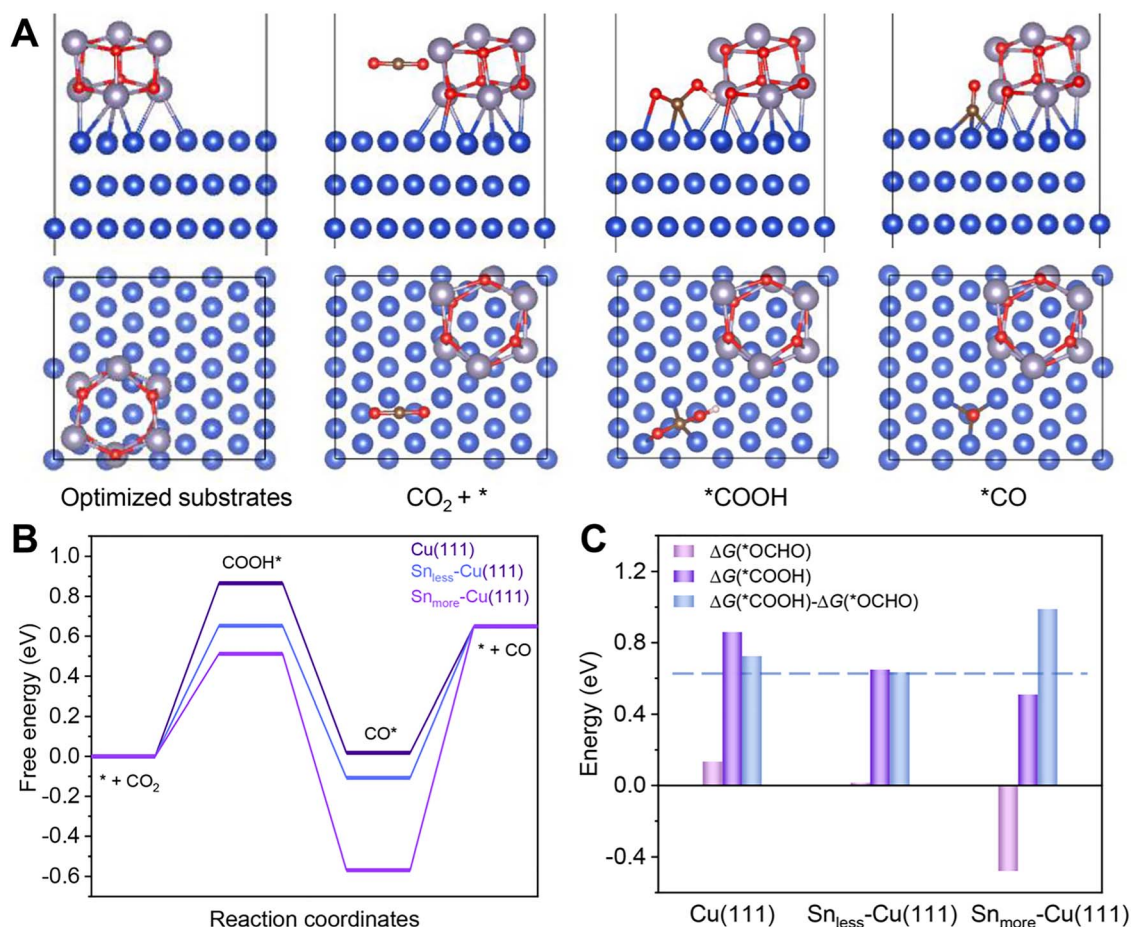 A
Optimized substrates
CO₂ + *
*COOH
*CO
B
Free energy (eV)
1.0
0.8
0.6
0.4
0.2
0.0
-0.2
-0.4
-0.6
COOH*
Cu(111)
Snless-Cu(111)
Snmore-Cu(111)
* + CO
CO*
* + CO₂
Reaction coordinates
C
Energy (eV)
1.2
0.8
0.4
0.0
-0.4
ΔG(*OCHO)
ΔG(*COOH)
ΔG(*COOH)-ΔG(*OCHO)
Cu(111)
Snless-Cu(111)
Snmore-Cu(111)